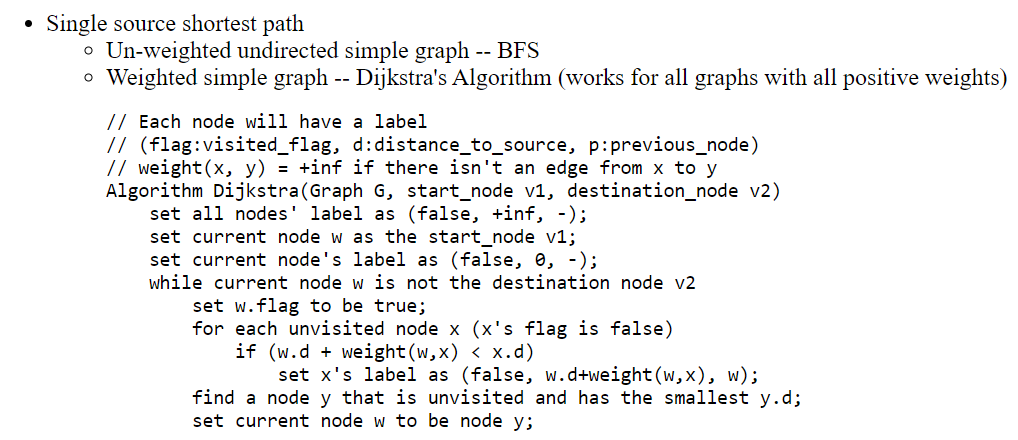 • Single source shortest path
○ Un-weighted undirected simple graph -- BFS
○ Weighted simple graph -- Dijkstra's Algorithm (works for all graphs with all positive weights)
// Each node will have a label
// (flag:visited_flag, d:distance_to_source, p:previous_node)
// weight(x, y) = +inf if there isn't an edge from x to y
Algorithm Dijkstra(Graph G, start_node v1, destination_node v2)
    set all nodes' label as (false, +inf, -);
    set current node w as the start_node v1;
    set current node's label as (false, 0, -);
    while current node w is not the destination node v2
        set w.flag to be true;
        for each unvisited node x (x's flag is false)
            if (w.d + weight(w,x) < x.d)
                set x's label as (false, w.d+weight(w,x), w);
        find a node y that is unvisited and has the smallest y.d;
        set current node w to be node y;